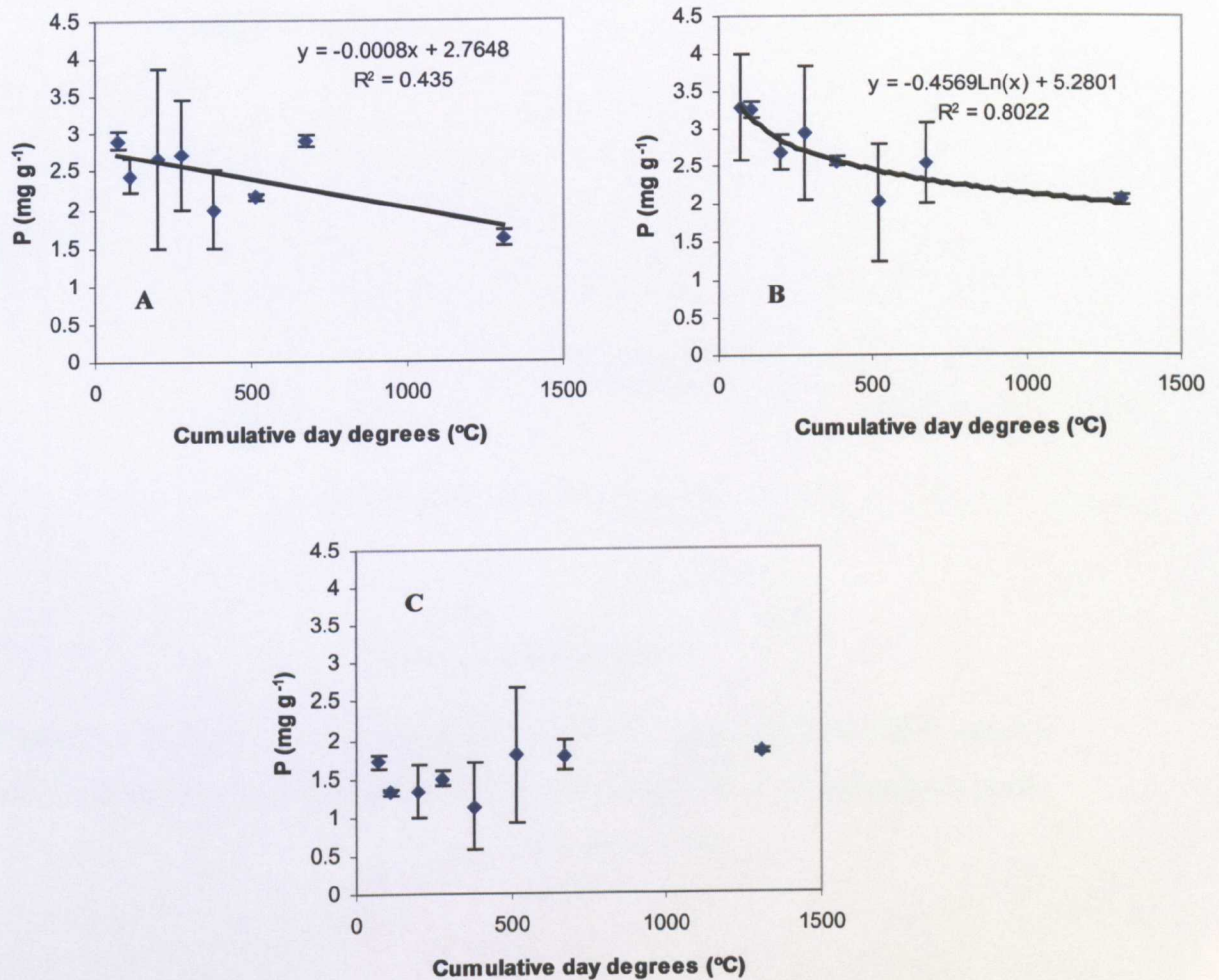 4.5
4
3.5
3
2.5
2
1.5
1
0.5
0
P (mg g⁻¹)
y = -0.0008x + 2.7648
R² = 0.435
A
0 500 1000 1500
Cumulative day degrees (ºC)
4.5
4
3.5
3
2.5
2
1.5
1
0.5
0
P (mg g⁻¹)
y = -0.4569Ln(x) + 5.2801
R² = 0.8022
B
0 500 1000 1500
Cumulative day degrees (ºC)
4.5
4
3.5
3
2.5
2
1.5
1
0.5
0
P (mg g⁻¹)
C
0 500 1000 1500
Cumulative day degrees (ºC)